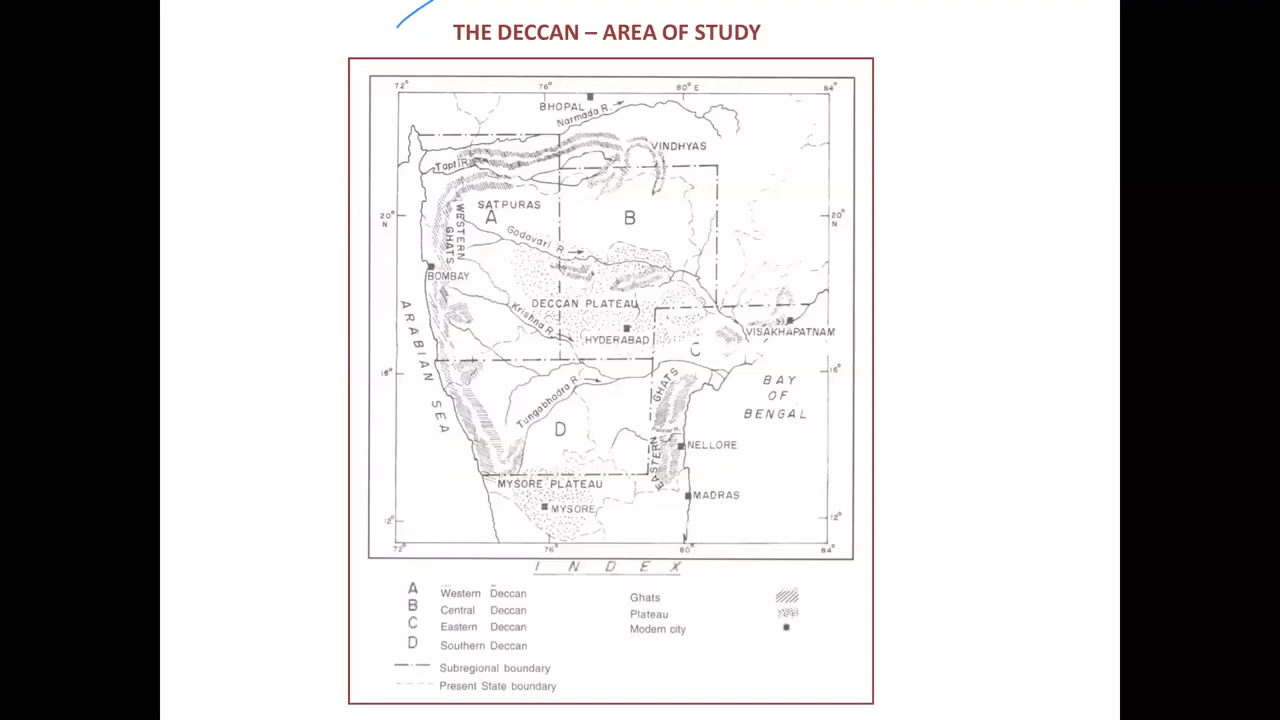 THE DECCAN – AREA OF STUDY
72°
76°
80° E
84°
BHOPAL
Narmada R.
VINDHYAS
Tapti R.
SATPURAS
20°
N
A
B
20°
N
WESTERN
GHATS
Godavari R.
BOMBAY
DECCAN PLATEAU
Krishna R.
HYDERABAD
VISAKHAPATNAM
C
ARABIAN SEA
16°
16°
GHATS
BAY
OF
BENGAL
Tungabhadra R.
D
Pennar R.
NELLORE
EASTERN
MYSORE PLATEAU
MADRAS
MYSORE
12°
12°
72°
76°
80°
84°
INDEX
A Western Deccan
B Central Deccan
C Eastern Deccan
D Southern Deccan
Ghats
Plateau
Modern city
Subregional boundary
Present State boundary